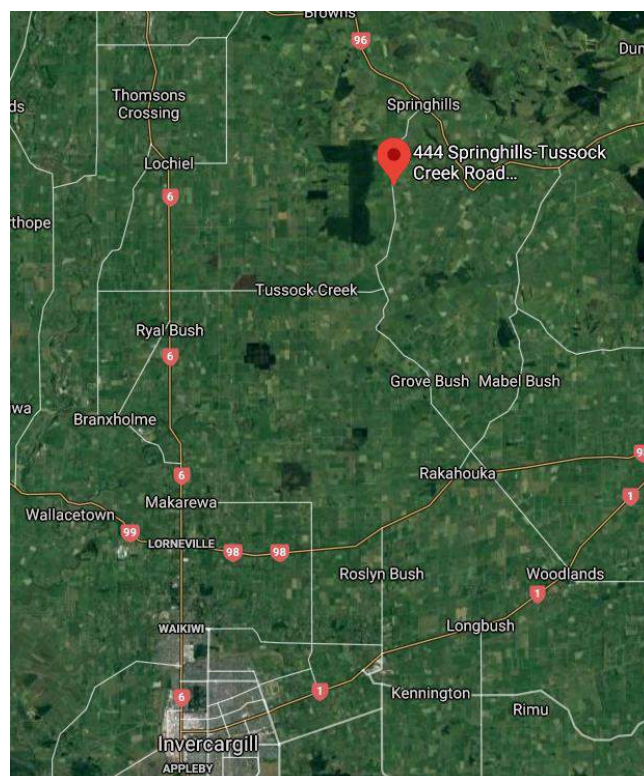 Browns
96
Dun
Thomsons
Crossing
Springhills
ds
444 Springhills-Tussock
Creek Road...
Lochiel
6
rthope
Tussock Creek
Ryal Bush
6
Grove Bush
Mabel Bush
wa
Branxholme
Rakahouka
9
6
Makarewa
1
Wallacetown
99
LORNEVILLE
98
98
Roslyn Bush
Woodlands
1
WAIKIWI
Longbush
6
1
Kennington
Rimu
Invercargill
APPLEBY